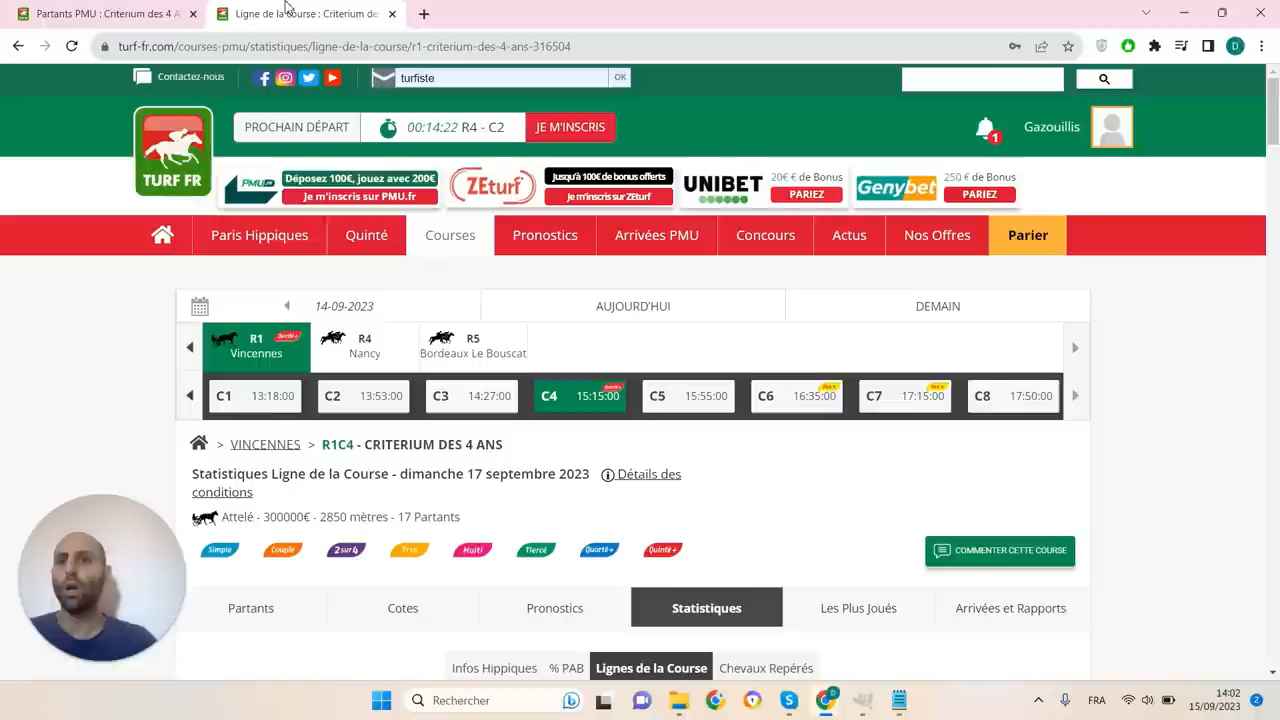 Partants PMU : Criterium des 4 A
Ligne de la course : Criterium de
turf-fr.com/courses-pmu/statistiques/ligne-de-la-course/r1-criterium-des-4-ans-316504
D
Contactez-nous
turfiste
OK
TURF FR
PROCHAIN DÉPART
00:14:22 R4 - C2
JE M'INSCRIS
1
Gazouillis
PMU
Déposez 100€, jouez avec 200€
Je m'inscris sur PMU.fr
ZEturf
Jusqu'à 100€ de bonus offerts
Je m'inscris sur ZEturf
UNIBET
20€ € de Bonus
PARIEZ
Genybet
250 € de Bonus
PARIEZ
Paris Hippiques
Quinté
Courses
Pronostics
Arrivées PMU
Concours
Actus
Nos Offres
Parier
14-09-2023
AUJOURD'HUI
DEMAIN
R1
Quinté+
Vincennes
R4
Nancy
R5
Bordeaux Le Bouscat
C1 13:18:00
C2 13:53:00
C3 14:27:00
C4 15:15:00
Quinté+
C5 15:55:00
C6 16:35:00
C7 17:15:00
C8 17:50:00
> VINCENNES > R1C4 - CRITERIUM DES 4 ANS
Statistiques Ligne de la Course - dimanche 17 septembre 2023
Détails des
conditions
Attelé - 300000€ - 2850 mètres - 17 Partants
Simple
Couplé
2sur4
Trio
Multi
Tiercé
Quarté+
Quinté+
COMMENTER CETTE COURSE
Partants
Cotes
Pronostics
Statistiques
Les Plus Joués
Arrivées et Rapports
Infos Hippiques
% PAB
Lignes de la Course
Chevaux Repérés
Rechercher
D
FRA
14:02
15/09/2023
2